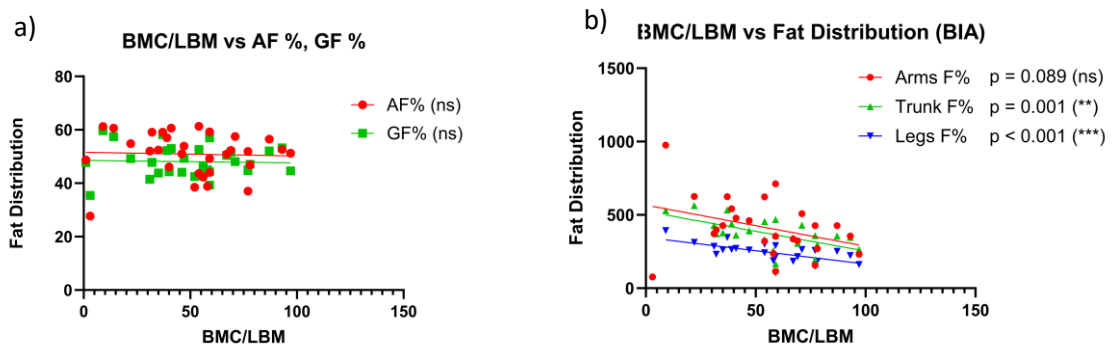 a)
BMC/LBM vs AF %, GF %
80
60
40
20
0
0 50 100 150
Fat Distribution
BMC/LBM
AF% (ns)
GF% (ns)
b)
BMC/LBM vs Fat Distribution (BIA)
1500
1000
500
0
0 50 100 150
Fat Distribution
BMC/LBM
Arms F% p = 0.089 (ns)
Trunk F% p = 0.001 (**)
Legs F% p < 0.001 (***)